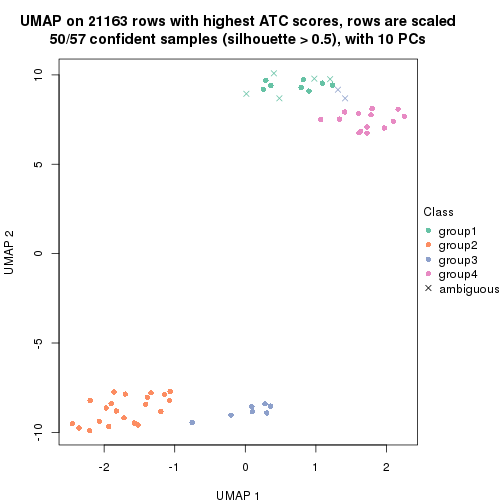 UMAP on 21163 rows with highest ATC scores, rows are scaled
50/57 confident samples (silhouette > 0.5), with 10 PCs
10
5
0
-5
-10
UMAP 2
-2
-1
0
1
2
UMAP 1
Class
group1
group2
group3
group4
ambiguous